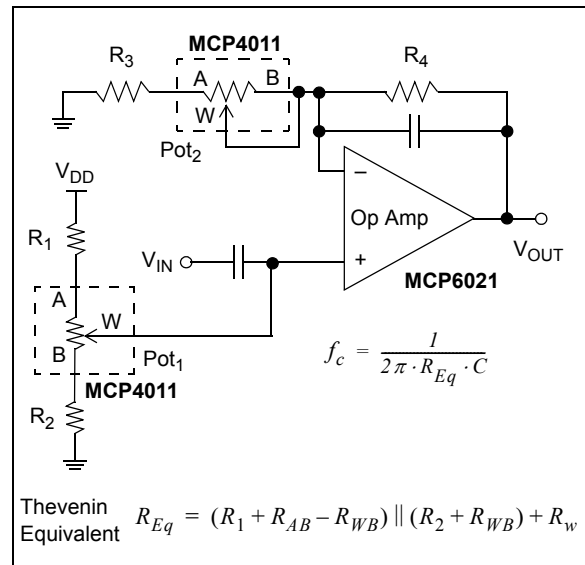 MCP4011
R3
A
B
R4
W
Pot2
VDD
Op Amp
−
+
VIN
VOUT
MCP6021
R1
A
W
B
Pot1
MCP4011
R2
fc = 1 / (2π · REq · C)
Thevenin
Equivalent REq = (R1 + RAB − RWB) || (R2 + RWB) + Rw